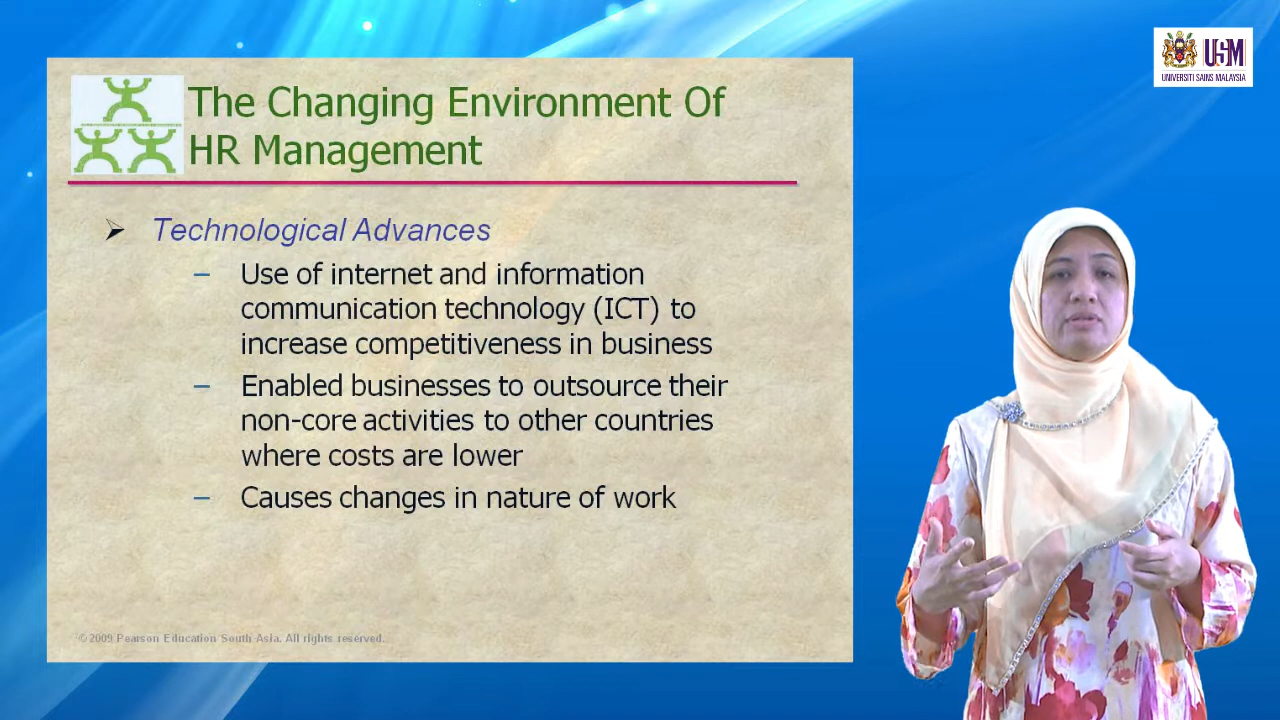 The Changing Environment Of
HR Management
➢ Technological Advances
– Use of internet and information
communication technology (ICT) to
increase competitiveness in business
– Enabled businesses to outsource their
non-core activities to other countries
where costs are lower
– Causes changes in nature of work
©2009 Pearson Education South Asia. All rights reserved.
USM
UNIVERSITI SAINS MALAYSIA